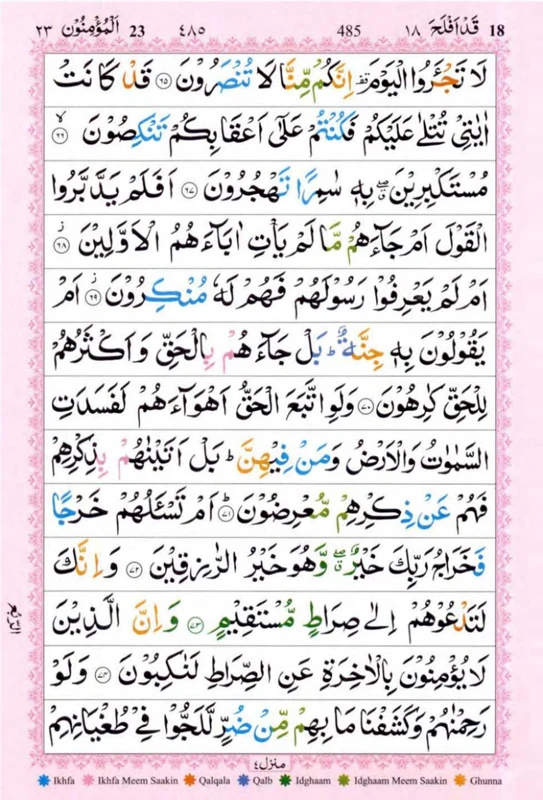 ٢٣ اَلْمُؤْمِنُوْن 23 ٤٨٥ 485 قَدْ اَفْلَحَ ١٨ 18
لَا تَجْـَٔرُوا الْيَوْمَ ۟ اِنَّكُمْ مِّنَّا لَا تُنْصَرُوْنَ ٦٥ قَدْ كَانَتْ
اٰيٰتِيْ تُتْلٰى عَلَيْكُمْ فَكُنْتُمْ عَلٰٓى اَعْقَابِكُمْ تَنْكِصُوْنَ ٦٦ ۙ
مُسْتَكْبِرِيْنَ ۖ بِهٖ سٰمِرًا تَهْجُرُوْنَ ٦٧ اَفَلَمْ يَدَّبَّرُوا
الْقَوْلَ اَمْ جَآءَهُمْ مَّا لَمْ يَاْتِ اٰبَآءَهُمُ الْاَوَّلِيْنَ ٦٨ ز
اَمْ لَمْ يَعْرِفُوْا رَسُوْلَهُمْ فَهُمْ لَهٗ مُنْكِرُوْنَ ٦٩ ز اَمْ
يَقُوْلُوْنَ بِهٖ جِنَّةٌ ؕ بَلْ جَآءَهُمْ بِالْحَقِّ وَاَكْثَرُهُمْ
لِلْحَقِّ كٰرِهُوْنَ ٧٠ وَلَوِ اتَّبَعَ الْحَقُّ اَهْوَآءَهُمْ لَفَسَدَتِ
السَّمٰوٰتُ وَالْاَرْضُ وَمَنْ فِيْهِنَّ ؕ بَلْ اَتَيْنٰهُمْ بِذِكْرِهِمْ
فَهُمْ عَنْ ذِكْرِهِمْ مُّعْرِضُوْنَ ٧١ ؕ اَمْ تَسْـَٔلُهُمْ خَرْجًا
فَخَرَاجُ رَبِّكَ خَيْرٌ ۖ وَّهُوَ خَيْرُ الرّٰزِقِيْنَ ٧٢ وَاِنَّكَ
لَتَدْعُوْهُمْ اِلٰى صِرَاطٍ مُّسْتَقِيْمٍ ٧٣ وَاِنَّ الَّذِيْنَ
لَا يُؤْمِنُوْنَ بِالْاٰخِرَةِ عَنِ الصِّرَاطِ لَنٰكِبُوْنَ ٧٤ وَلَوْ
رَحِمْنٰهُمْ وَكَشَفْنَا مَا بِهِمْ مِّنْ ضُرٍّ لَّلَجُّوْا فِيْ طُغْيَانِهِمْ
الربع
منزل ٤
Ikhfa Ikhfa Meem Saakin Qalqala Qalb Idghaam Idghaam Meem Saakin Ghunna